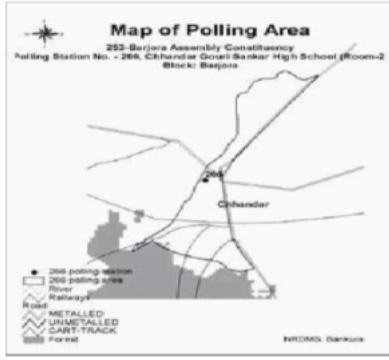 Map of Polling Area
253-Barjora Assembly Constituency
Polling Station No. - 266, Chhandar Gouri Sankar High School (Room-2
Block: Barjora
266
Chhandar
266 polling station
266 polling area
River
Railways
Road
METALLED
UNMETALLED
CART-TRACK
Forest
NRDMS, Bankura